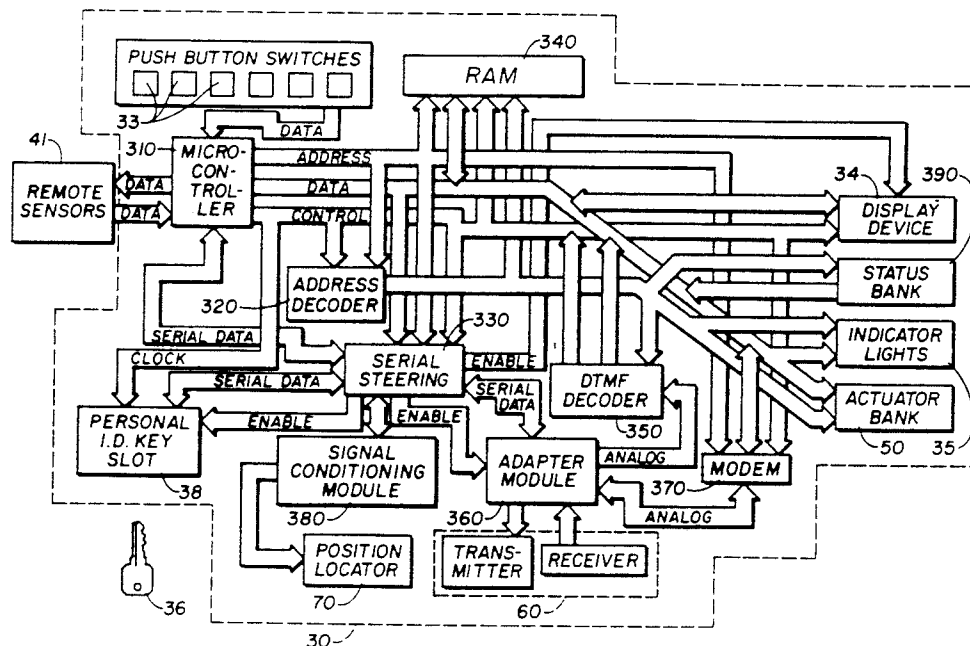 PUSH BUTTON SWITCHES
33
340
RAM
DATA
310
MICRO-
CON-
TROL-
LLER
ADDRESS
41
REMOTE
SENSORS
DATA
DATA
DATA
CONTROL
34
390
DISPLAY
DEVICE
ADDRESS
DECODER
320
STATUS
BANK
330
SERIAL DATA
CLOCK
SERIAL
STEERING
ENABLE
INDICATOR
LIGHTS
SERIAL DATA
SERIAL
DATA
DTMF
DECODER
350
ENABLE
ENABLE
ACTUATOR
BANK
50
35
PERSONAL
I.D. KEY
SLOT
38
SIGNAL
CONDITIONING
MODULE
380
ADAPTER
MODULE
360
ANALOG
MODEM
370
ANALOG
POSITION
LOCATOR
70
TRANS-
MITTER
RECEIVER
60
36
30